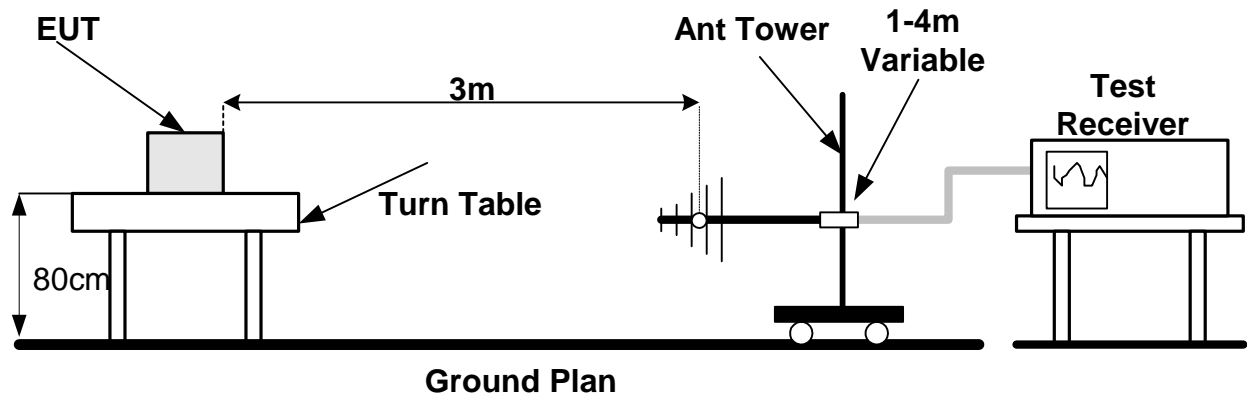 EUT
3m
Ant Tower
1-4m
Variable
Test
Receiver
Turn Table
80cm
Ground Plan